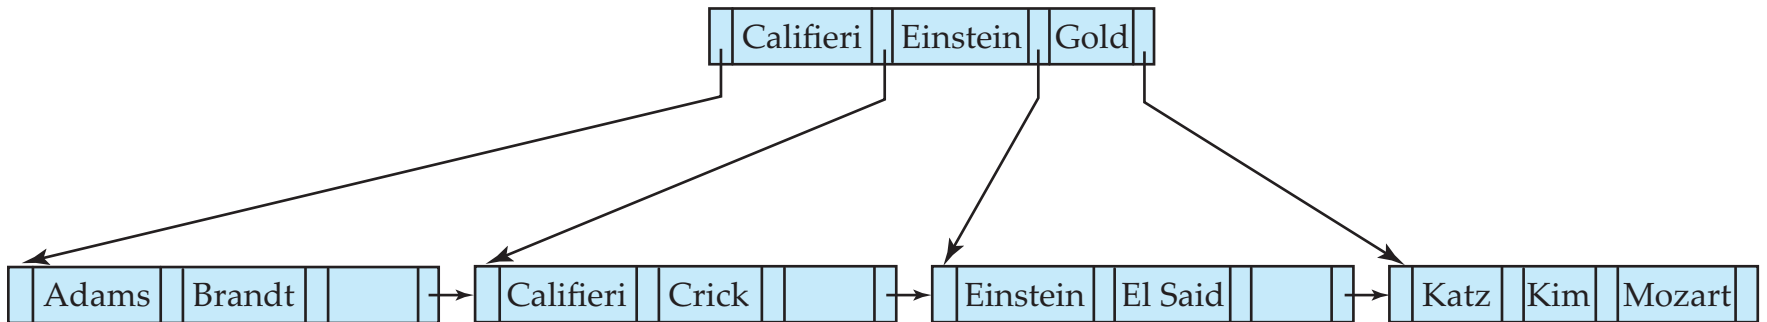 Califieri Einstein Gold
Adams Brandt Califieri Crick Einstein El Said Katz Kim Mozart